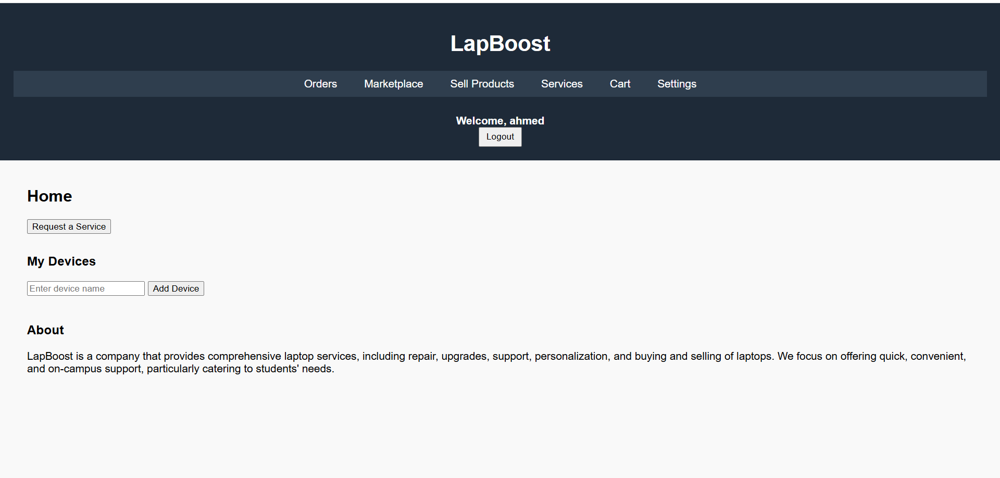 LapBoost
Orders Marketplace Sell Products Services Cart Settings
Welcome, ahmed
Logout
Home
Request a Service
My Devices
Enter device name Add Device
About
LapBoost is a company that provides comprehensive laptop services, including repair, upgrades, support, personalization, and buying and selling of laptops. We focus on offering quick, convenient,
and on-campus support, particularly catering to students' needs.